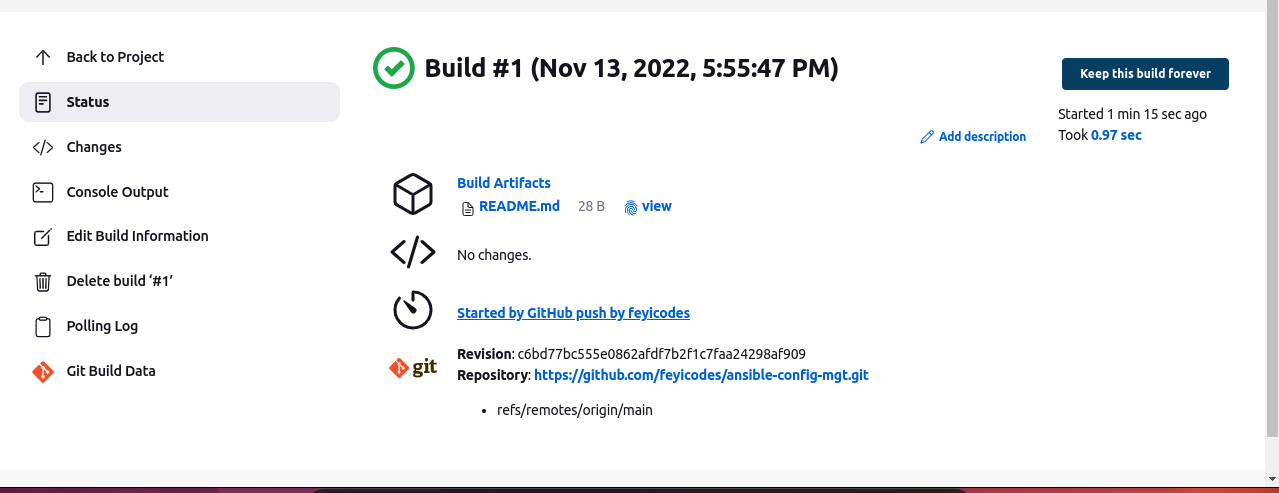 Back to Project
Status
Changes
Console Output
Edit Build Information
Delete build ‘#1’
Polling Log
Git Build Data
Build #1 (Nov 13, 2022, 5:55:47 PM)
Keep this build forever
Started 1 min 15 sec ago
Took 0.97 sec
Add description
Build Artifacts
README.md 28 B view
No changes.
Started by GitHub push by feyicodes
git
Revision: c6bd77bc555e0862afdf7b2f1c7faa24298af909
Repository: https://github.com/feyicodes/ansible-config-mgt.git
• refs/remotes/origin/main